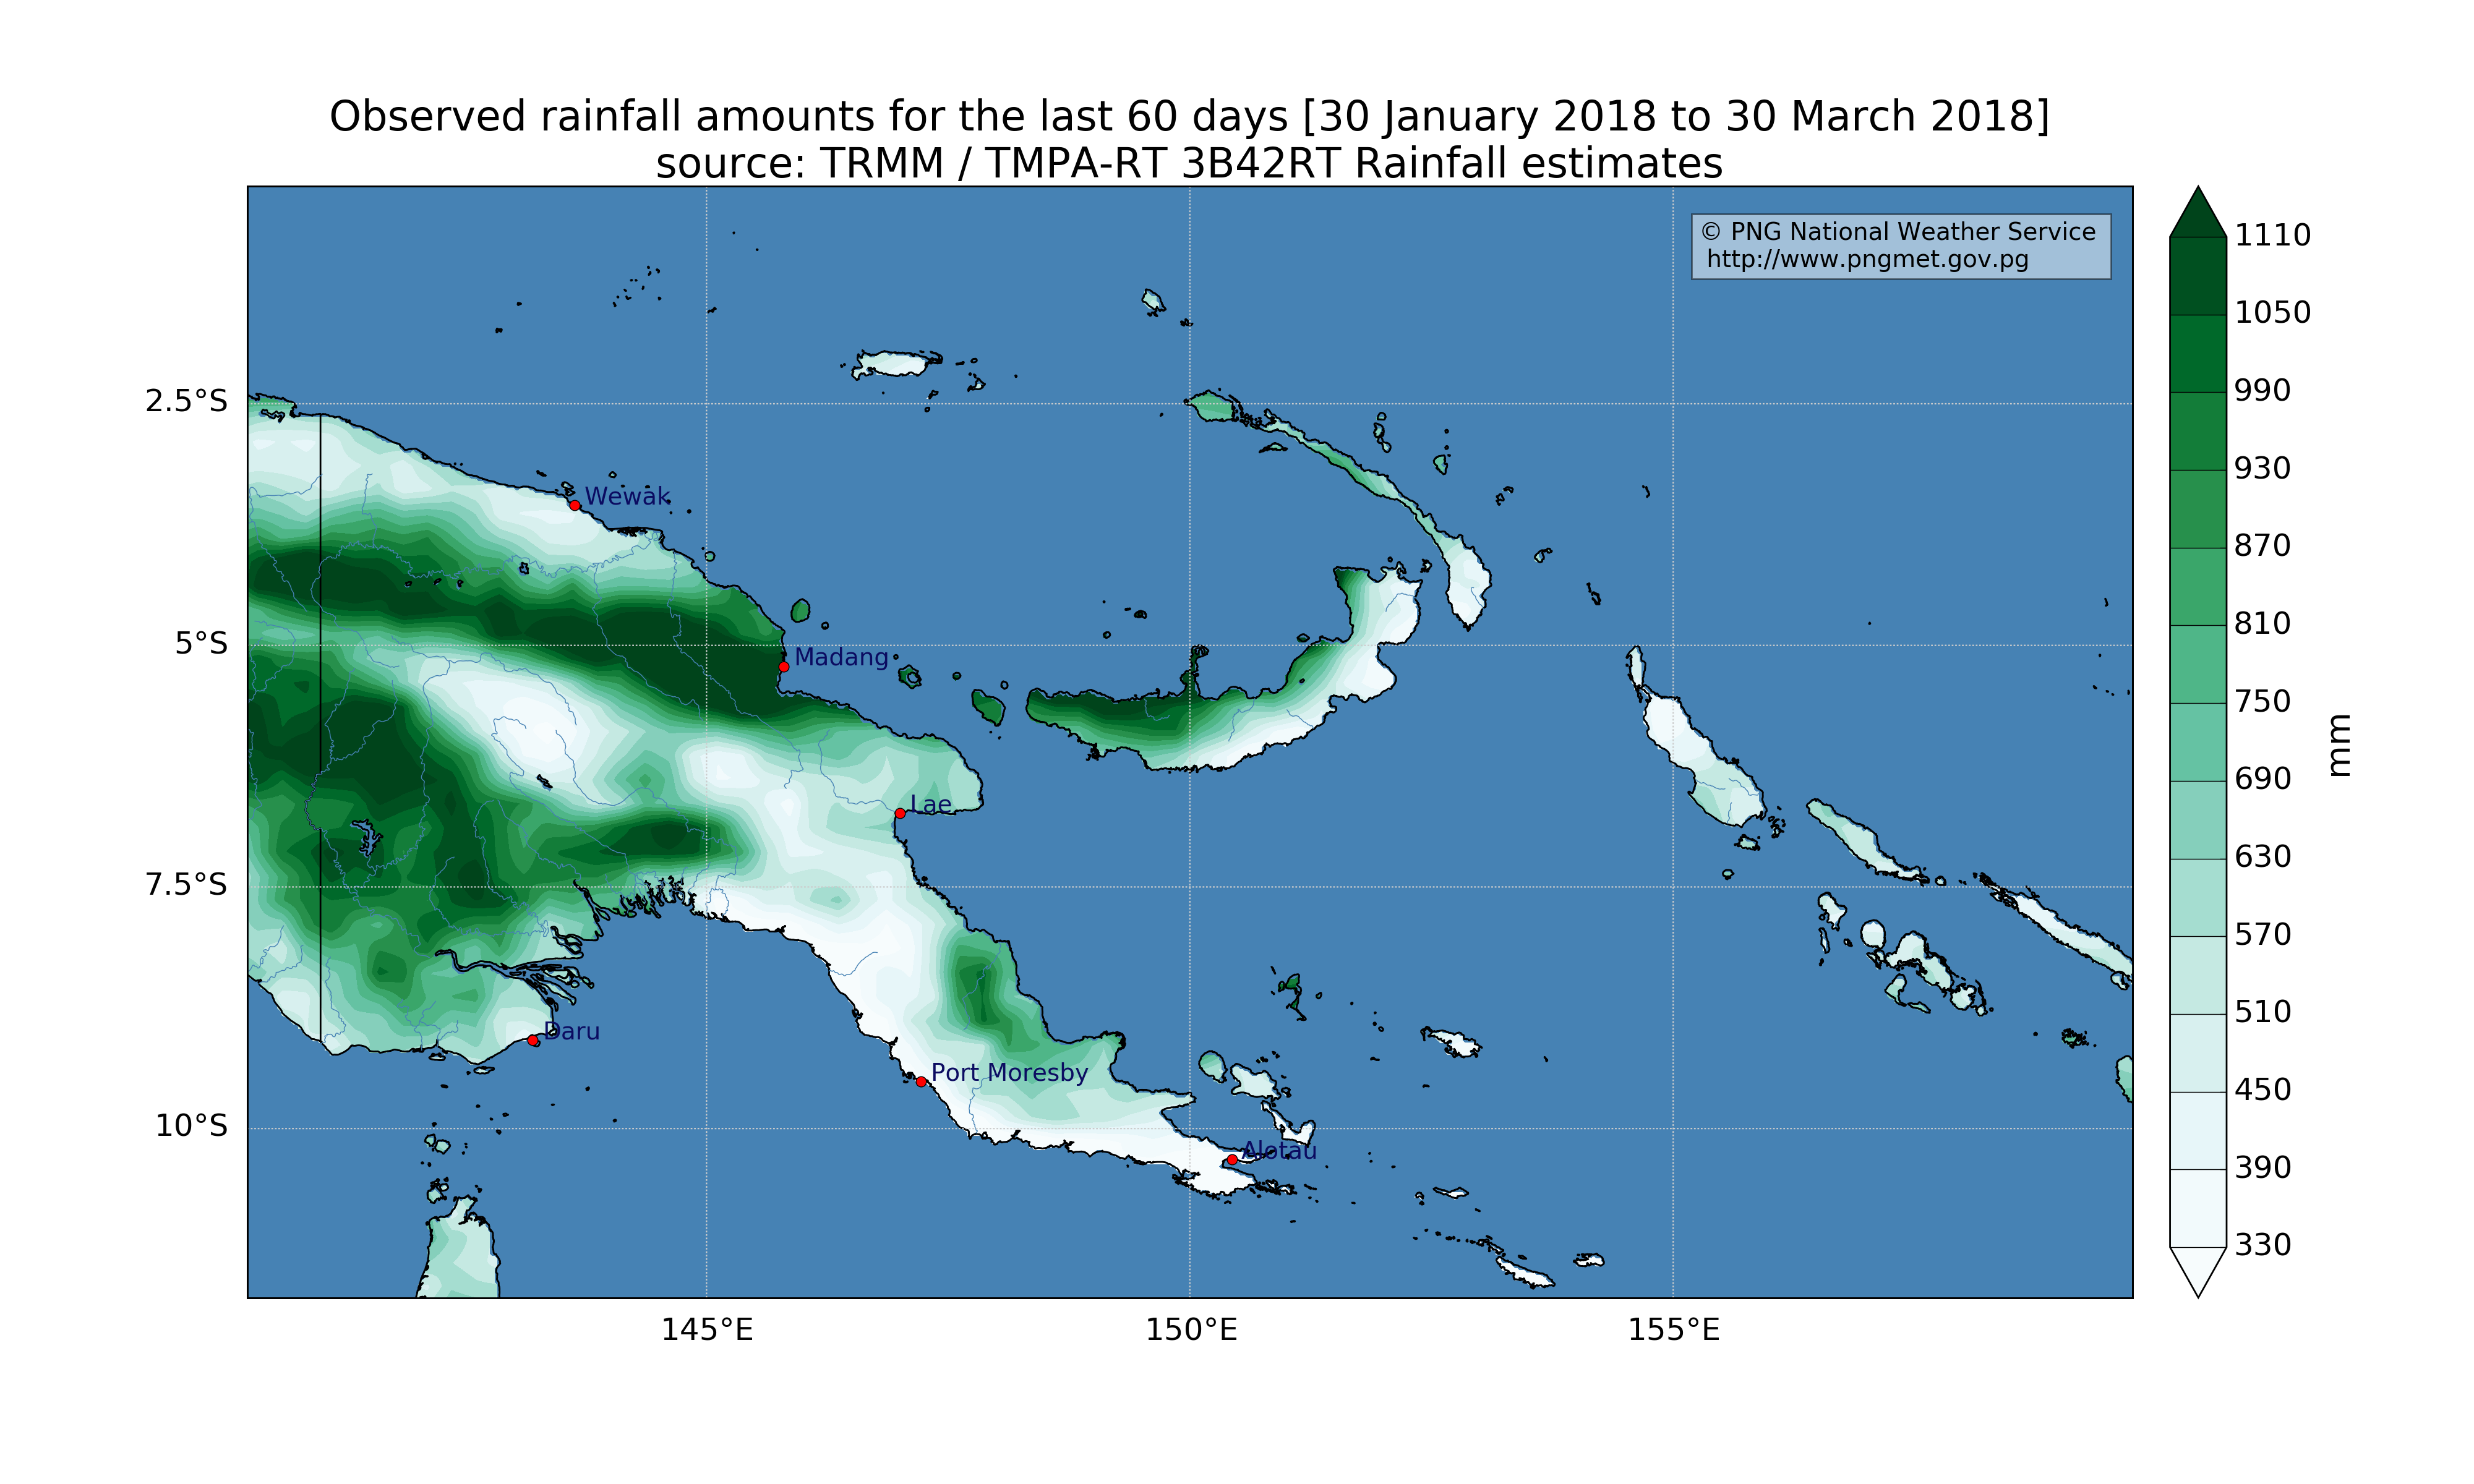 Observed rainfall amounts for the last 60 days [30 January 2018 to 30 March 2018]
source: TRMM / TMPA-RT 3B42RT Rainfall estimates
© PNG National Weather Service
http://www.pngmet.gov.pg
2.5°S
5°S
7.5°S
10°S
Wewak
Madang
Lae
Daru
Port Moresby
Alotau
145°E
150°E
155°E
1110
1050
990
930
870
810
750
690
630
570
510
450
390
330
mm